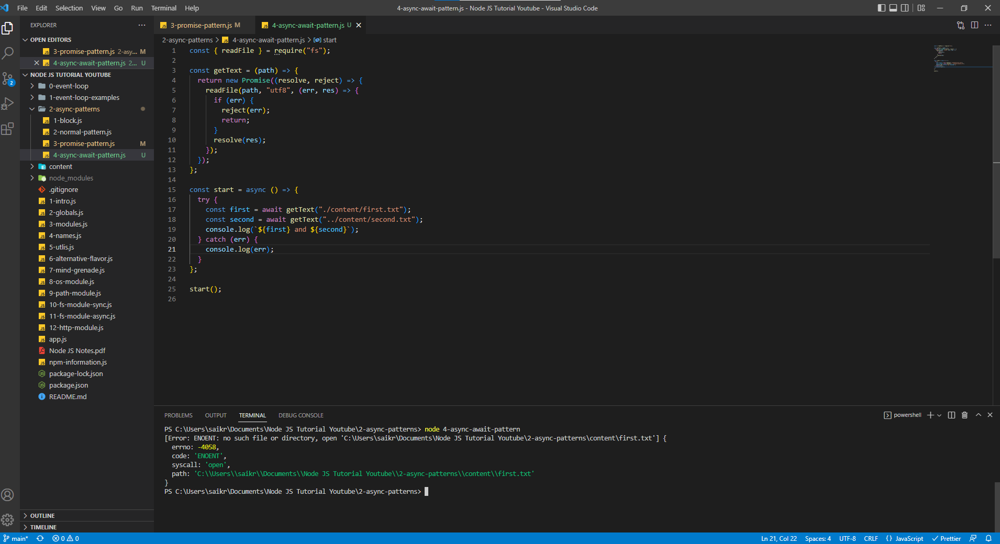 File Edit Selection View Go Run Terminal Help
4-async-await-pattern.js - Node JS Tutorial Youtube - Visual Studio Code
EXPLORER
OPEN EDITORS
3-promise-pattern.js 2-asy... M
4-async-await-pattern.js 2... U
NODE JS TUTORIAL YOUTUBE
0-event-loop
1-event-loop-examples
2-async-patterns
1-block.js
2-normal-pattern.js
3-promise-pattern.js M
4-async-await-pattern.js U
content
node_modules
.gitignore
1-intro.js
2-globals.js
3-modules.js
4-names.js
5-utlis.js
6-alternative-flavor.js
7-mind-grenade.js
8-os-module.js
9-path-module.js
10-fs-module-sync.js
11-fs-module-async.js
12-http-module.js
app.js
Node JS Notes.pdf
npm-information.js
package-lock.json
package.json
README.md
OUTLINE
TIMELINE
3-promise-pattern.js M
4-async-await-pattern.js U
2-async-patterns > 4-async-await-pattern.js > start
1 const { readFile } = require("fs");
2
3 const getText = (path) => {
4 return new Promise((resolve, reject) => {
5 readFile(path, "utf8", (err, res) => {
6 if (err) {
7 reject(err);
8 return;
9 }
10 resolve(res);
11 });
12 });
13 };
14
15 const start = async () => {
16 try {
17 const first = await getText("./content/first.txt");
18 const second = await getText("../content/second.txt");
19 console.log(`${first} and ${second}`);
20 } catch (err) {
21 console.log(err);
22 }
23 };
24
25 start();
26
PROBLEMS OUTPUT TERMINAL DEBUG CONSOLE
powershell
PS C:\Users\saikr\Documents\Node JS Tutorial Youtube\2-async-patterns> node 4-async-await-pattern
[Error: ENOENT: no such file or directory, open 'C:\Users\saikr\Documents\Node JS Tutorial Youtube\2-async-patterns\content\first.txt'] {
errno: -4058,
code: 'ENOENT',
syscall: 'open',
path: 'C:\\Users\\saikr\\Documents\\Node JS Tutorial Youtube\\2-async-patterns\\content\\first.txt'
}
PS C:\Users\saikr\Documents\Node JS Tutorial Youtube\2-async-patterns>
main* 0 0
Ln 21, Col 22 Spaces: 4 UTF-8 CRLF {} JavaScript Prettier